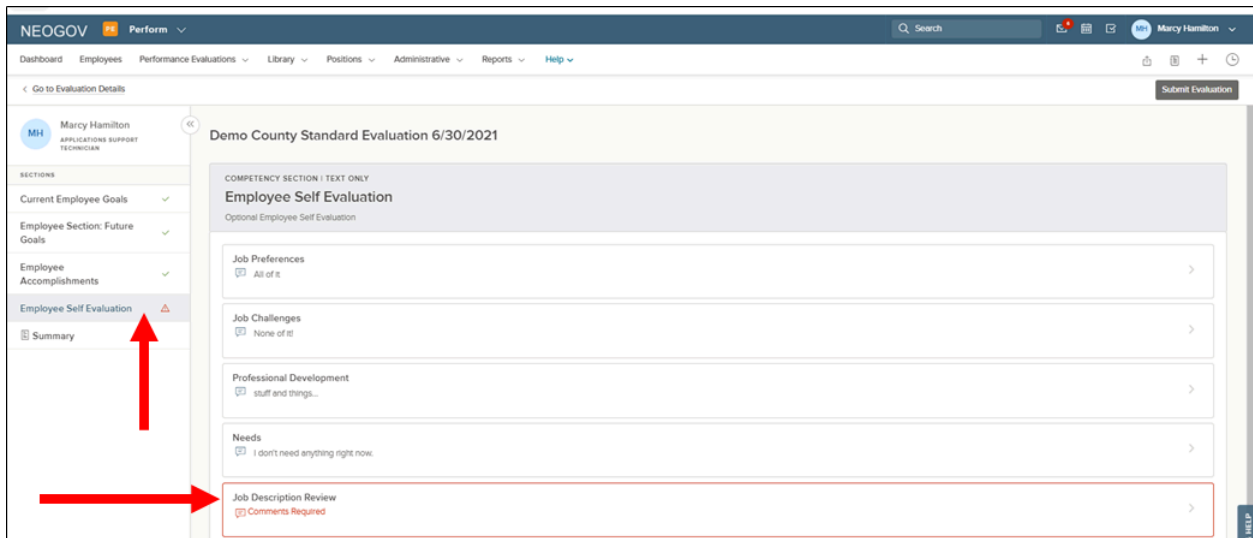 NEOGOV PE Perform
Search
4
MH Marcy Hamilton
Dashboard Employees Performance Evaluations Library Positions Administrative Reports Help
< Go to Evaluation Details
Submit Evaluation
MH
Marcy Hamilton
APPLICATIONS SUPPORT
TECHNICIAN
SECTIONS
Current Employee Goals
Employee Section: Future
Goals
Employee
Accomplishments
Employee Self Evaluation
Summary
Demo County Standard Evaluation 6/30/2021
COMPETENCY SECTION | TEXT ONLY
Employee Self Evaluation
Optional Employee Self Evaluation
Job Preferences
All of it
Job Challenges
None of it!
Professional Development
stuff and things...
Needs
I don't need anything right now.
Job Description Review
Comments Required
HELP